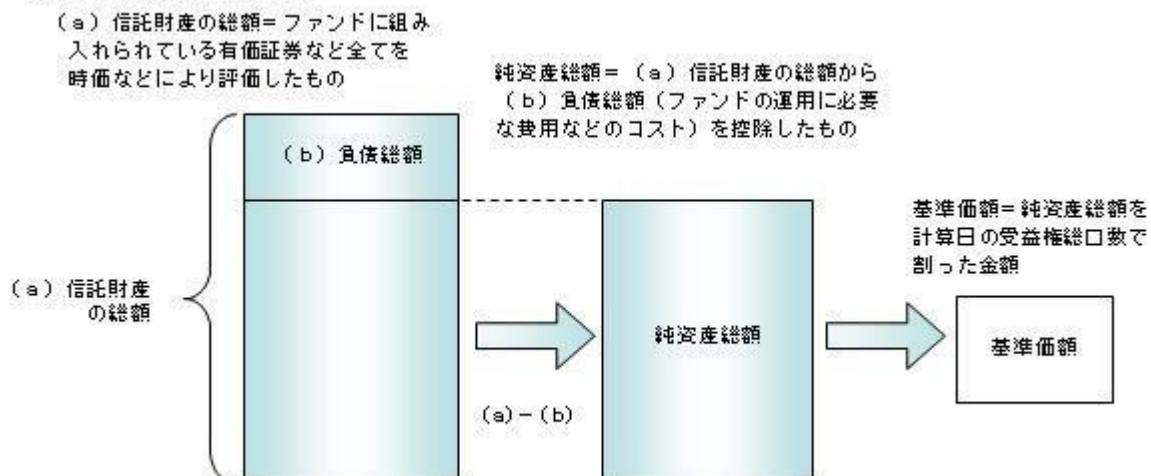 (a)信託財産の総額=ファンドに組み
入れられている有価証券など全てを
時価などにより評価したもの
純資産総額=(a)信託財産の総額から
(b)負債総額(ファンドの運用に必要
な費用などのコスト)を控除したもの
(b)負債総額
基準価額=純資産総額を
計算日の受益権総口数で
割った金額
(a)信託財産
の総額
純資産総額
基準価額
(a)-(b)